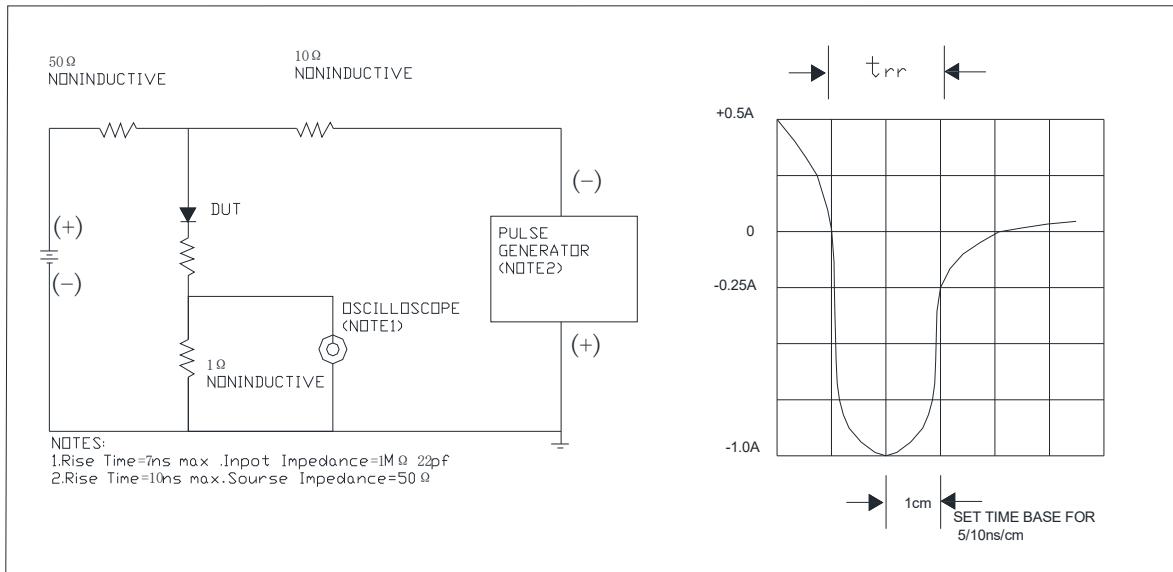 50Ω
NONINDUCTIVE
10Ω
NONINDUCTIVE
(+)
(-)
DUT
OSCILLOSCOPE
(NOTE1)
1Ω
NONINDUCTIVE
(-)
PULSE
GENERATOR
(NOTE2)
(+)
NOTES:
1.Rise Time=7ns max .Inpot Impedance=1MΩ 22pf
2.Rise Time=10ns max.Sourse Impedance=50Ω
trr
+0.5A
0
-0.25A
-1.0A
1cm
SET TIME BASE FOR
5/10ns/cm